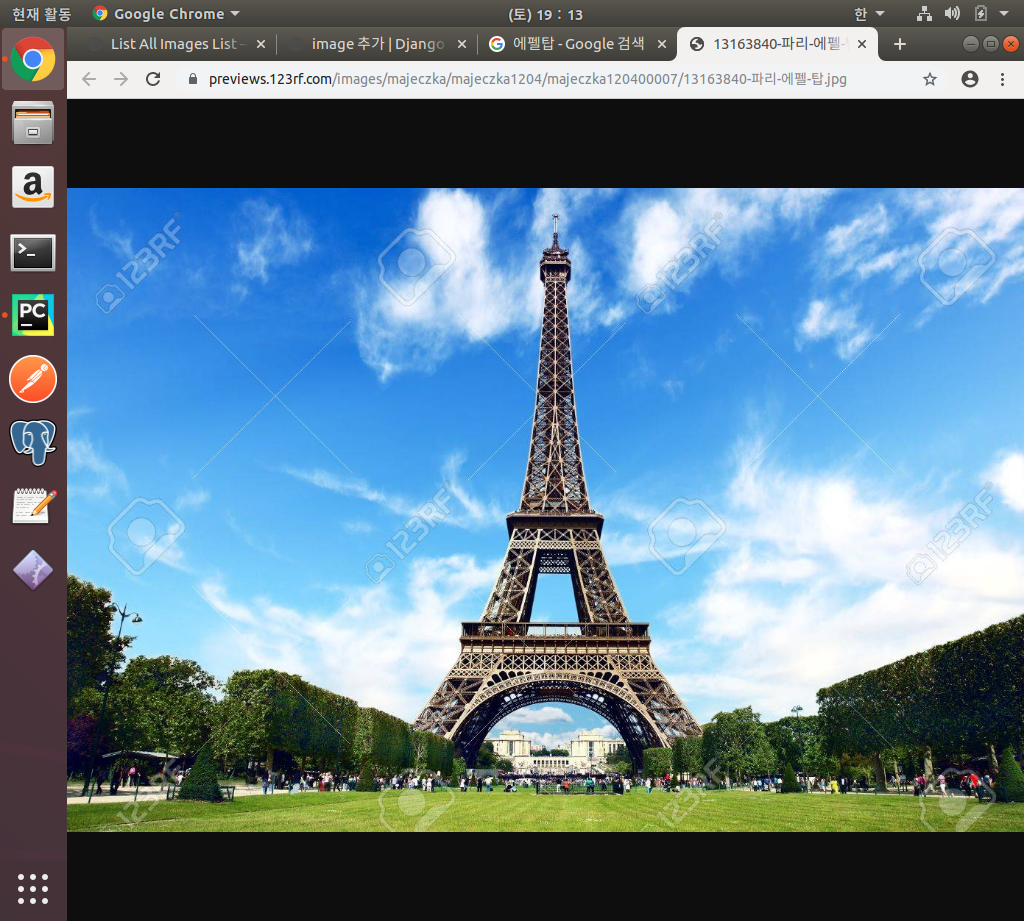 현재 활동
Google Chrome
(토) 19 : 13
한
List All Images List -
image 추가 | Django
에펠탑 - Google 검색
13163840-파리-에펠-
previews.123rf.com/images/majeczka/majeczka1204/majeczka120400007/13163840-파리-에펠-탑.jpg
a
>_
PC
123RF
123RF
123RF
123RF
123RF
123RF